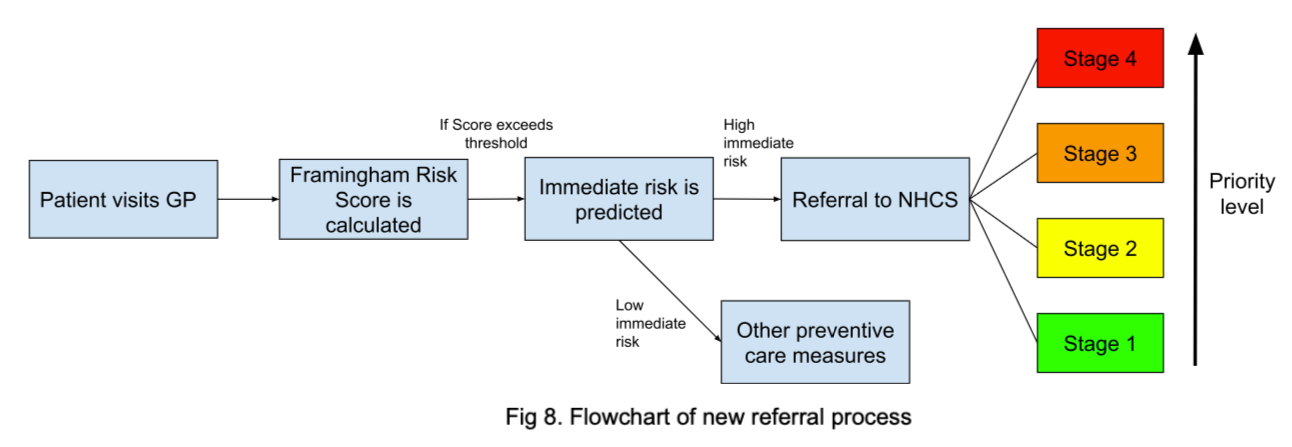 Patient visits GP
Framingham Risk
Score is
calculated
If Score exceeds
threshold
Immediate risk is
predicted
High
immediate
risk
Referral to NHCS
Low
immediate
risk
Other preventive
care measures
Stage 4
Stage 3
Stage 2
Stage 1
Priority
level
Fig 8. Flowchart of new referral process